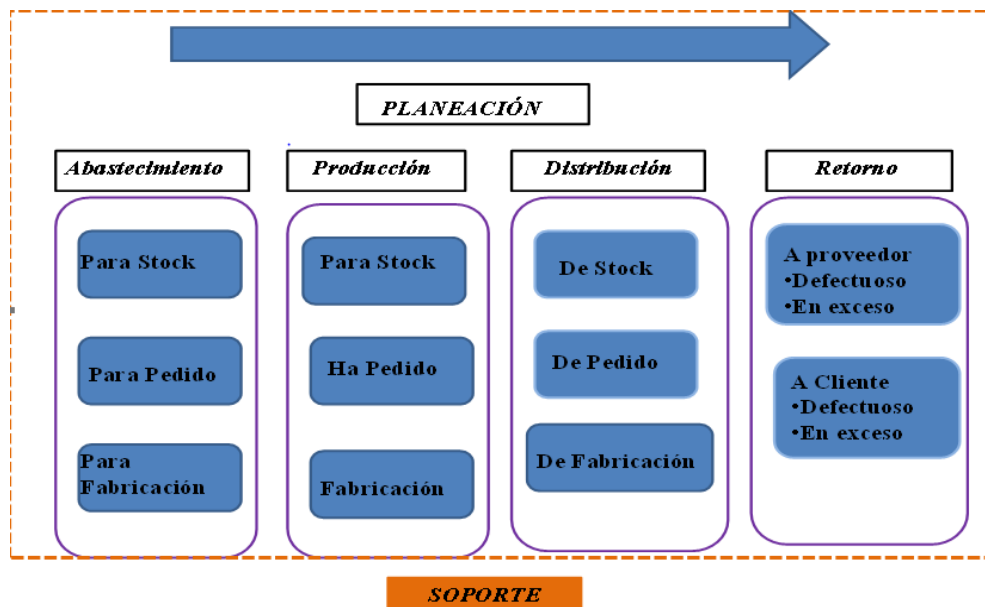 PLANEACIÓN
Abastecimiento
Producción
Distribución
Retorno
Para Stock
Para Pedido
Para
Fabricación
Para Stock
Ha Pedido
Fabricación
De Stock
De Pedido
De Fabricación
A proveedor
•Defectuoso
•En exceso
A Cliente
•Defectuoso
•En exceso
SOPORTE